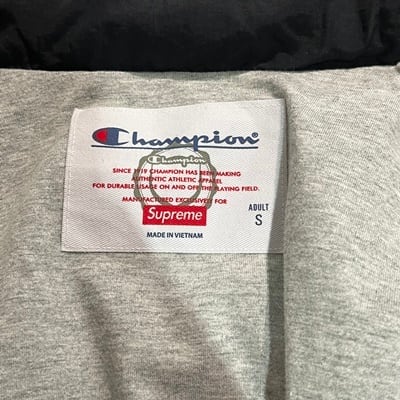 Champion
Champion
SINCE 1919 CHAMPION HAS BEEN MAKING
AUTHENTIC ATHLETIC APPAREL
FOR DURABLE USAGE ON AND OFF THE PLAYING FIELD.
MANUFACTURED EXCLUSIVELY FOR
Supreme
ADULT
S
MADE IN VIETNAM